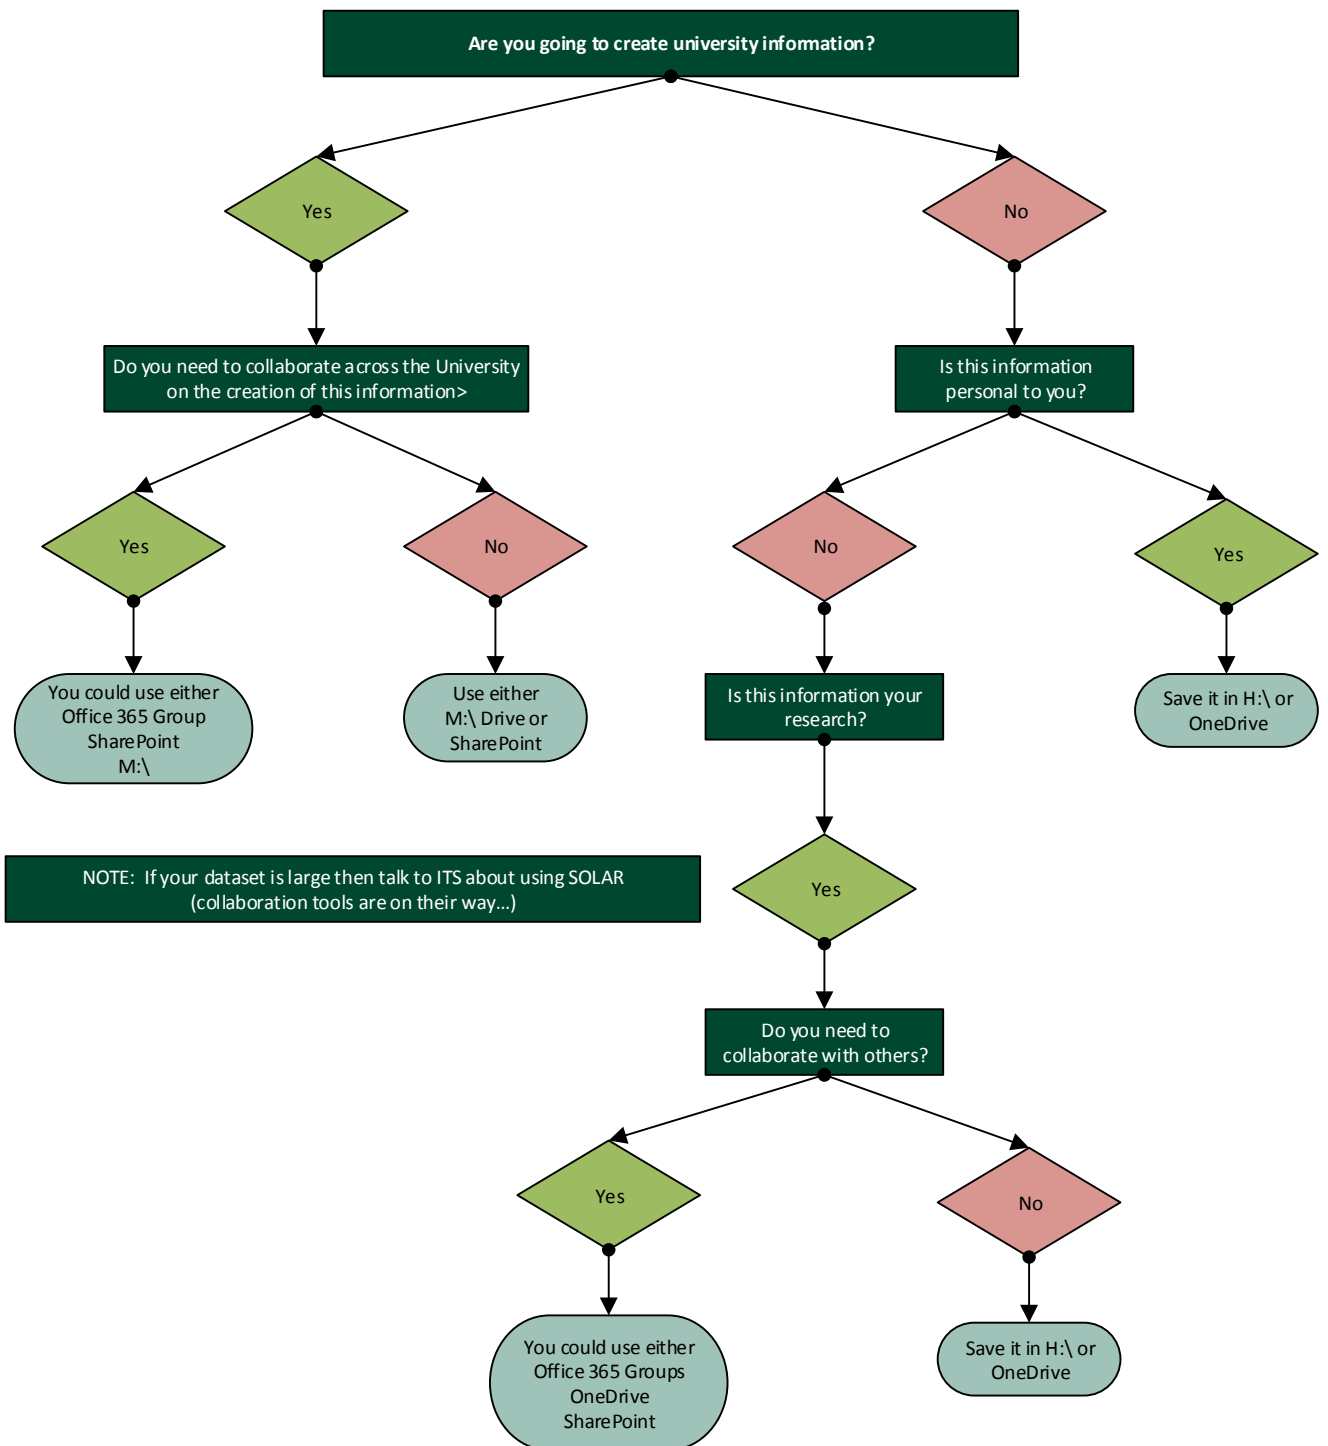 Are you going to create university information?
Yes
No
Do you need to collaborate across the University
on the creation of this information>
Is this information
personal to you?
Yes
No
No
Yes
You could use either
Office 365 Group
SharePoint
M:\
Use either
M:\ Drive or
SharePoint
Is this information your
research?
Save it in H:\ or
OneDrive
NOTE:  If your dataset is large then talk to ITS about using SOLAR
(collaboration tools are on their way...)
Yes
Do you need to
collaborate with others?
Yes
No
You could use either
Office 365 Groups
OneDrive
SharePoint
Save it in H:\ or
OneDrive